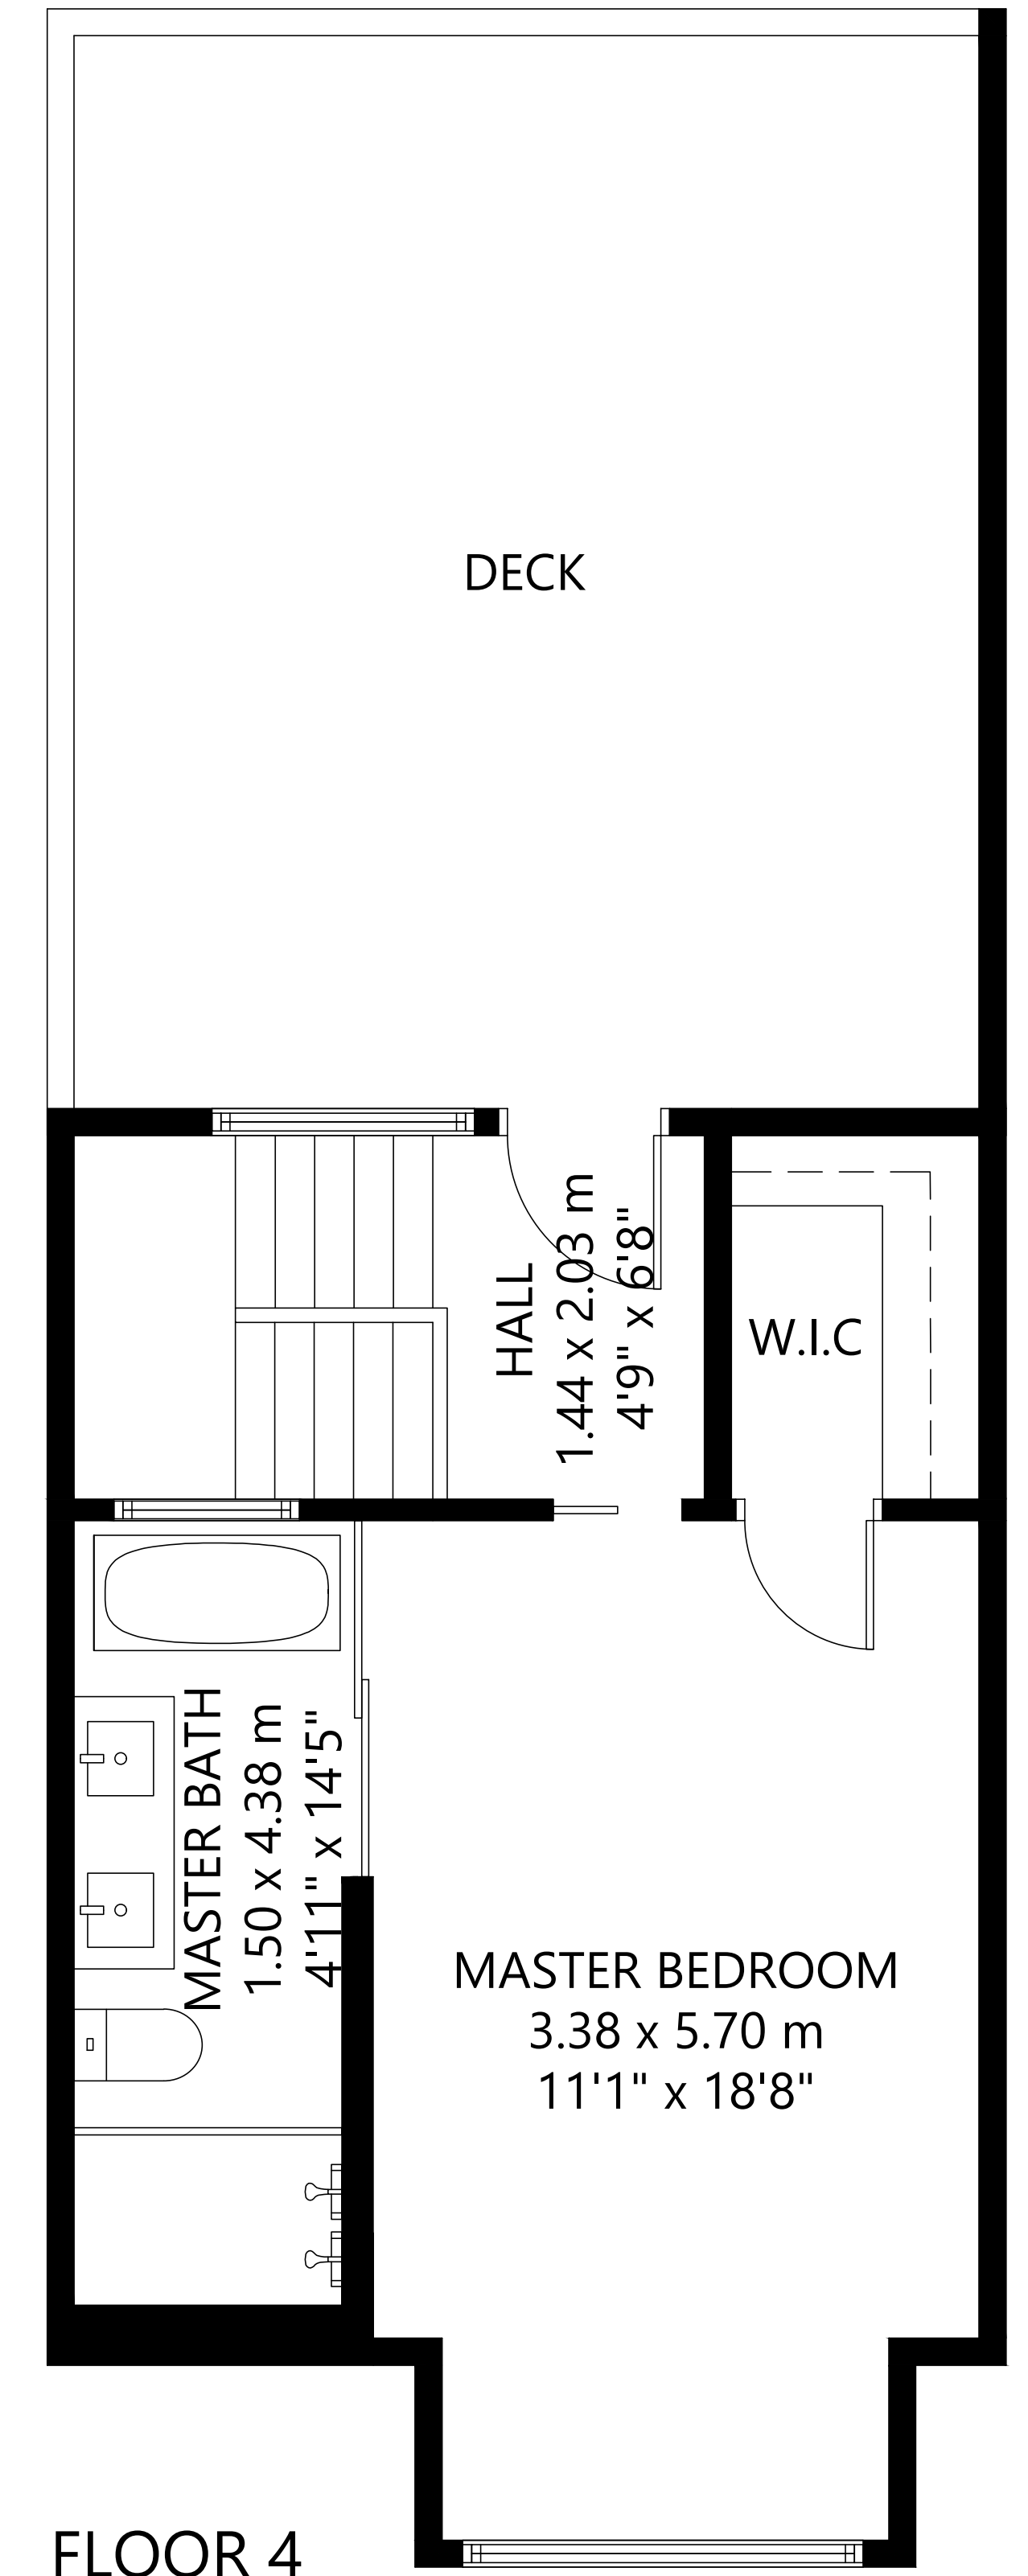 DECK
HALL
1.44 x 2.03 m
4'9" x 6'8"
W.I.C
MASTER BATH
1.50 x 4.38 m
4'11" x 14'5"
MASTER BEDROOM
3.38 x 5.70 m
11'1" x 18'8"
FLOOR 4